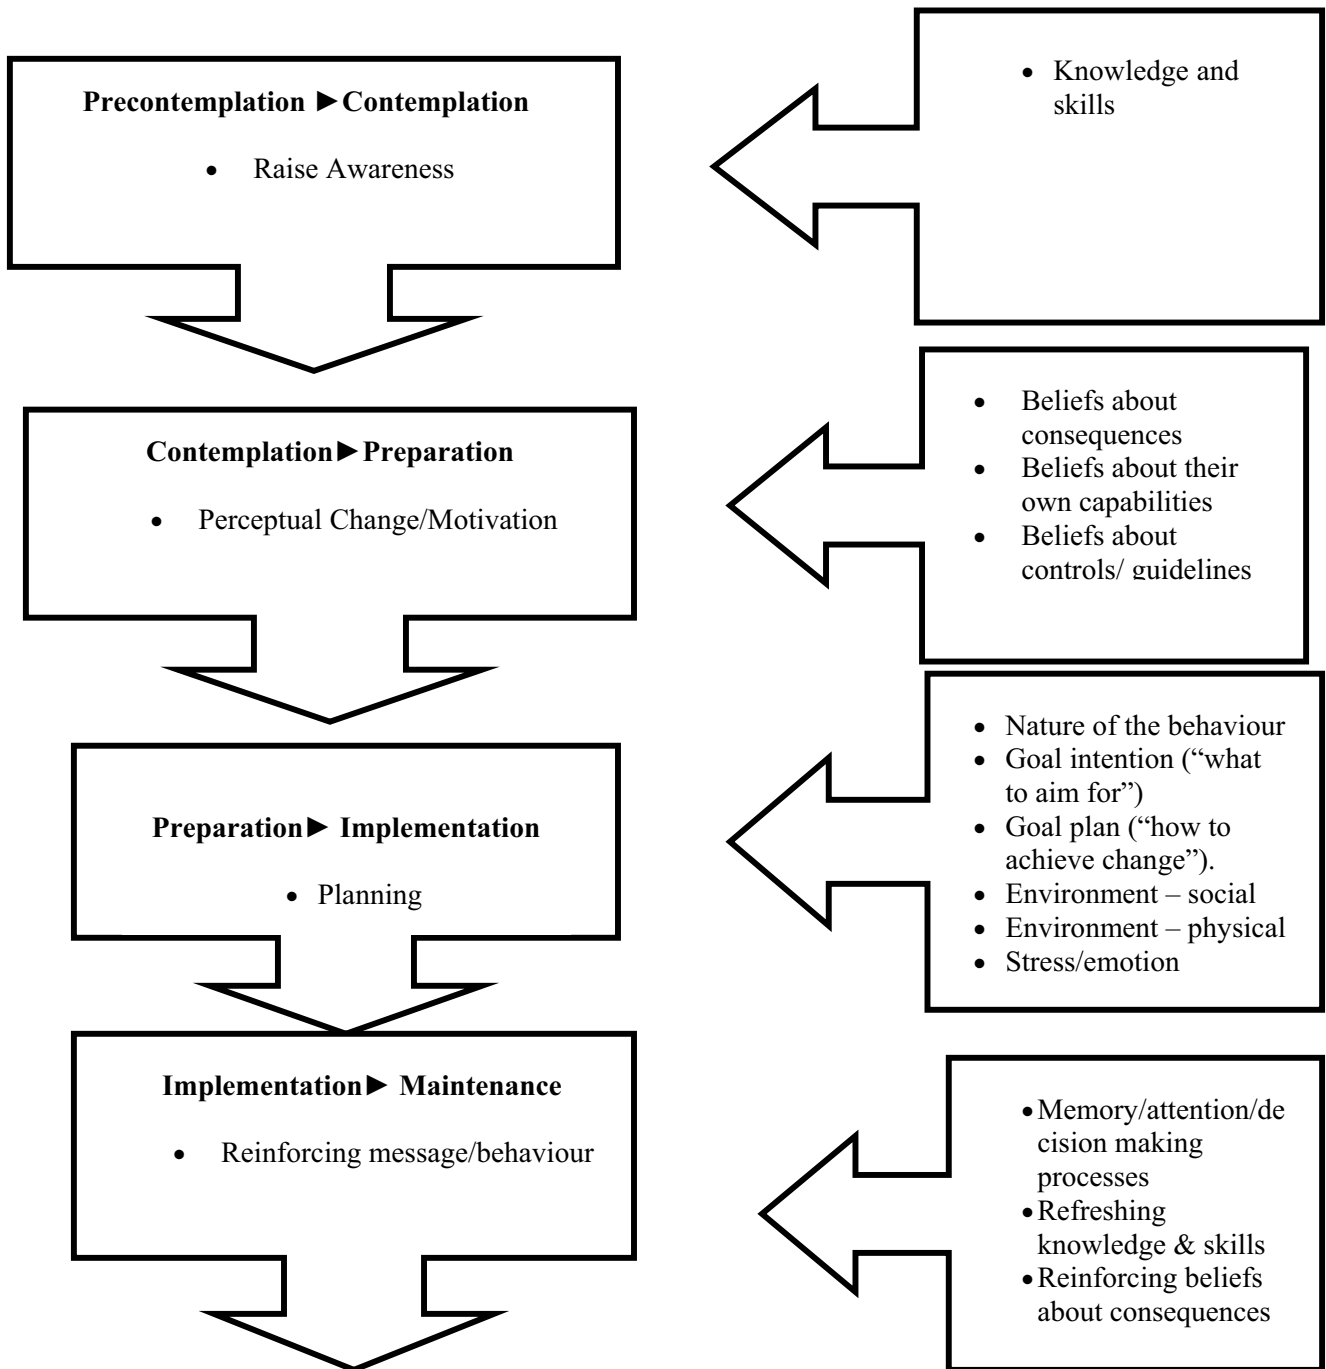 Precontemplation ►Contemplation
• Raise Awareness
• Knowledge and
skills
Contemplation►Preparation
• Perceptual Change/Motivation
• Beliefs about
consequences
• Beliefs about their
own capabilities
• Beliefs about
controls/ guidelines
Preparation► Implementation
• Planning
• Nature of the behaviour
• Goal intention (“what
to aim for”)
• Goal plan (“how to
achieve change”).
• Environment – social
• Environment – physical
• Stress/emotion
Implementation► Maintenance
• Reinforcing message/behaviour
• Memory/attention/de
cision making
processes
• Refreshing
knowledge & skills
• Reinforcing beliefs
about consequences